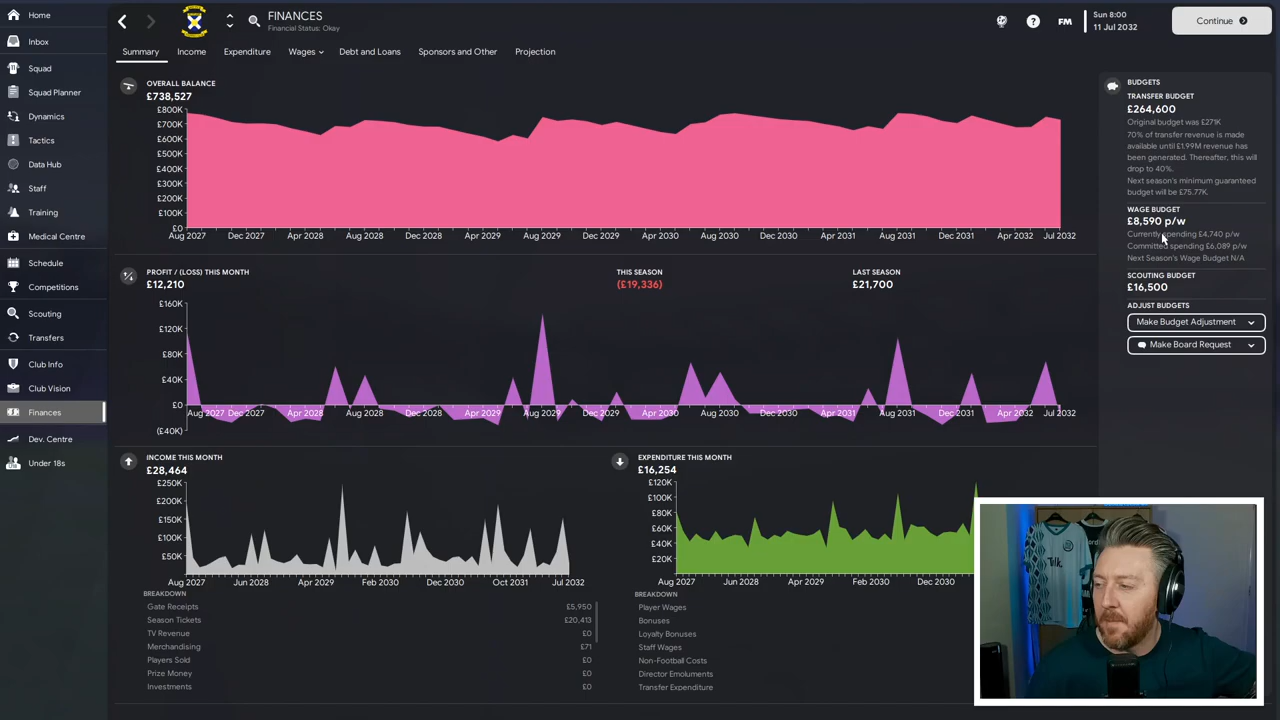 Home
Inbox
Squad
Squad Planner
Dynamics
Tactics
Data Hub
Staff
Training
Medical Centre
Schedule
Competitions
Scouting
Transfers
Club Info
Club Vision
Finances
Dev. Centre
Under 18s
FINANCES
Financial Status: Okay
FM
Sun 8:00
11 Jul 2032
Continue
Summary
Income
Expenditure
Wages
Debt and Loans
Sponsors and Other
Projection
OVERALL BALANCE
£738,527
£800K
£700K
£600K
£500K
£400K
£300K
£200K
£100K
£0
Aug 2027 Dec 2027 Apr 2028 Aug 2028 Dec 2028 Apr 2029 Aug 2029 Dec 2029 Apr 2030 Aug 2030 Dec 2030 Apr 2031 Aug 2031 Dec 2031 Apr 2032 Jul 2032
PROFIT / (LOSS) THIS MONTH
£12,210
THIS SEASON
(£19,336)
LAST SEASON
£21,700
£160K
£120K
£80K
£40K
£0
(£40K)
Aug 2027 Dec 2027 Apr 2028 Aug 2028 Dec 2028 Apr 2029 Aug 2029 Dec 2029 Apr 2030 Aug 2030 Dec 2030 Apr 2031 Aug 2031 Dec 2031 Apr 2032 Jul 2032
INCOME THIS MONTH
£28,464
£250K
£200K
£150K
£100K
£50K
Aug 2027 Jun 2028 Apr 2029 Feb 2030 Dec 2030 Oct 2031 Jul 2032
BREAKDOWN
Gate Receipts £5,950
Season Tickets £20,413
TV Revenue £0
Merchandising £71
Players Sold £0
Prize Money £0
Investments £0
EXPENDITURE THIS MONTH
£16,254
£120K
£100K
£80K
£60K
£40K
£20K
Aug 2027 Jun 2028 Apr 2029 Feb 2030 Dec 2030
BREAKDOWN
Player Wages
Bonuses
Loyalty Bonuses
Staff Wages
Non-Football Costs
Director Emoluments
Transfer Expenditure
BUDGETS
TRANSFER BUDGET
£264,600
Original budget was £271K
70% of transfer revenue is made
available until £1.99M revenue has
been generated. Thereafter, this will
drop to 40%.
Next season's minimum guaranteed
budget will be £75.77K.
WAGE BUDGET
£8,590 p/w
Currently spending £4,740 p/w
Committed spending £6,089 p/w
Next Season's Wage Budget N/A
SCOUTING BUDGET
£16,500
ADJUST BUDGETS
Make Budget Adjustment
Make Board Request